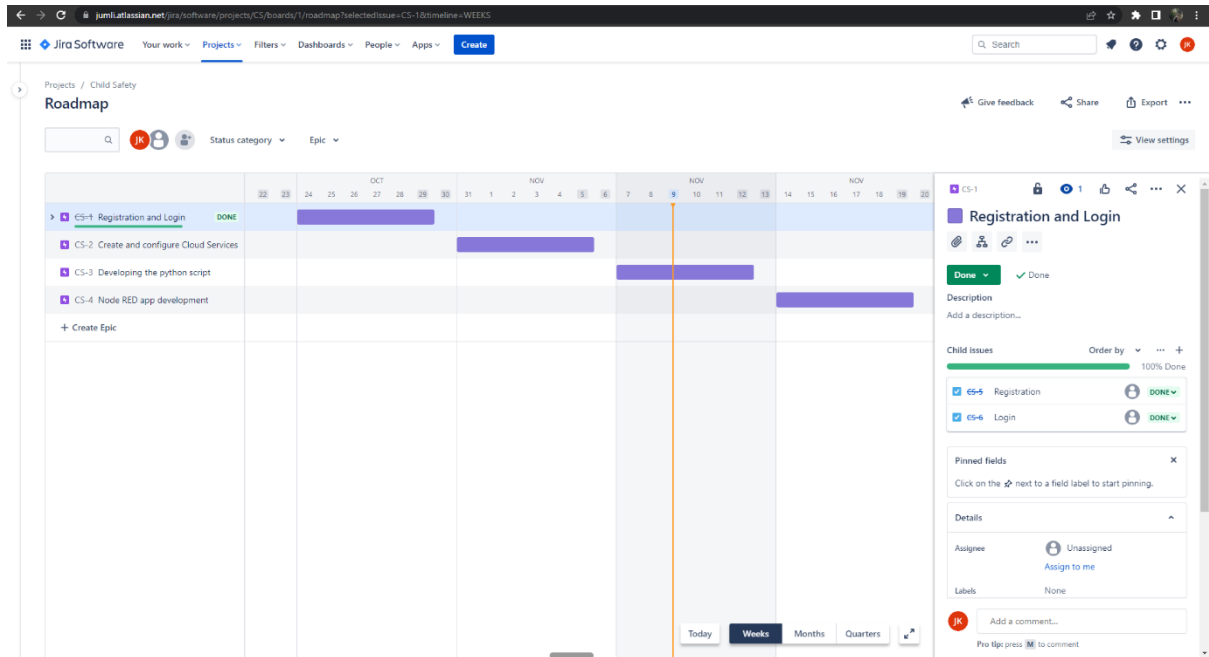 jumli.atlassian.net/jira/software/projects/CS/boards/1/roadmap?selectedIssue=CS-1&timeline=WEEKS
Jira Software Your work Projects Filters Dashboards People Apps Create Search JK
Projects / Child Safety
Roadmap
Give feedback Share Export
JK Status category Epic View settings
OCT NOV NOV NOV
22 23 24 25 26 27 28 29 30 31 1 2 3 4 5 6 7 8 9 10 11 12 13 14 15 16 17 18 19 20
CS-1 Registration and Login DONE
CS-2 Create and configure Cloud Services
CS-3 Developing the python script
CS-4 Node RED app development
+ Create Epic
Today Weeks Months Quarters
CS-1 1
Registration and Login
Done Done
Description
Add a description...
Child issues Order by
100% Done
CS-5 Registration DONE
CS-6 Login DONE
Pinned fields
Click on the next to a field label to start pinning.
Details
Assignee Unassigned
Assign to me
Labels None
JK Add a comment...
Pro tip: press M to comment